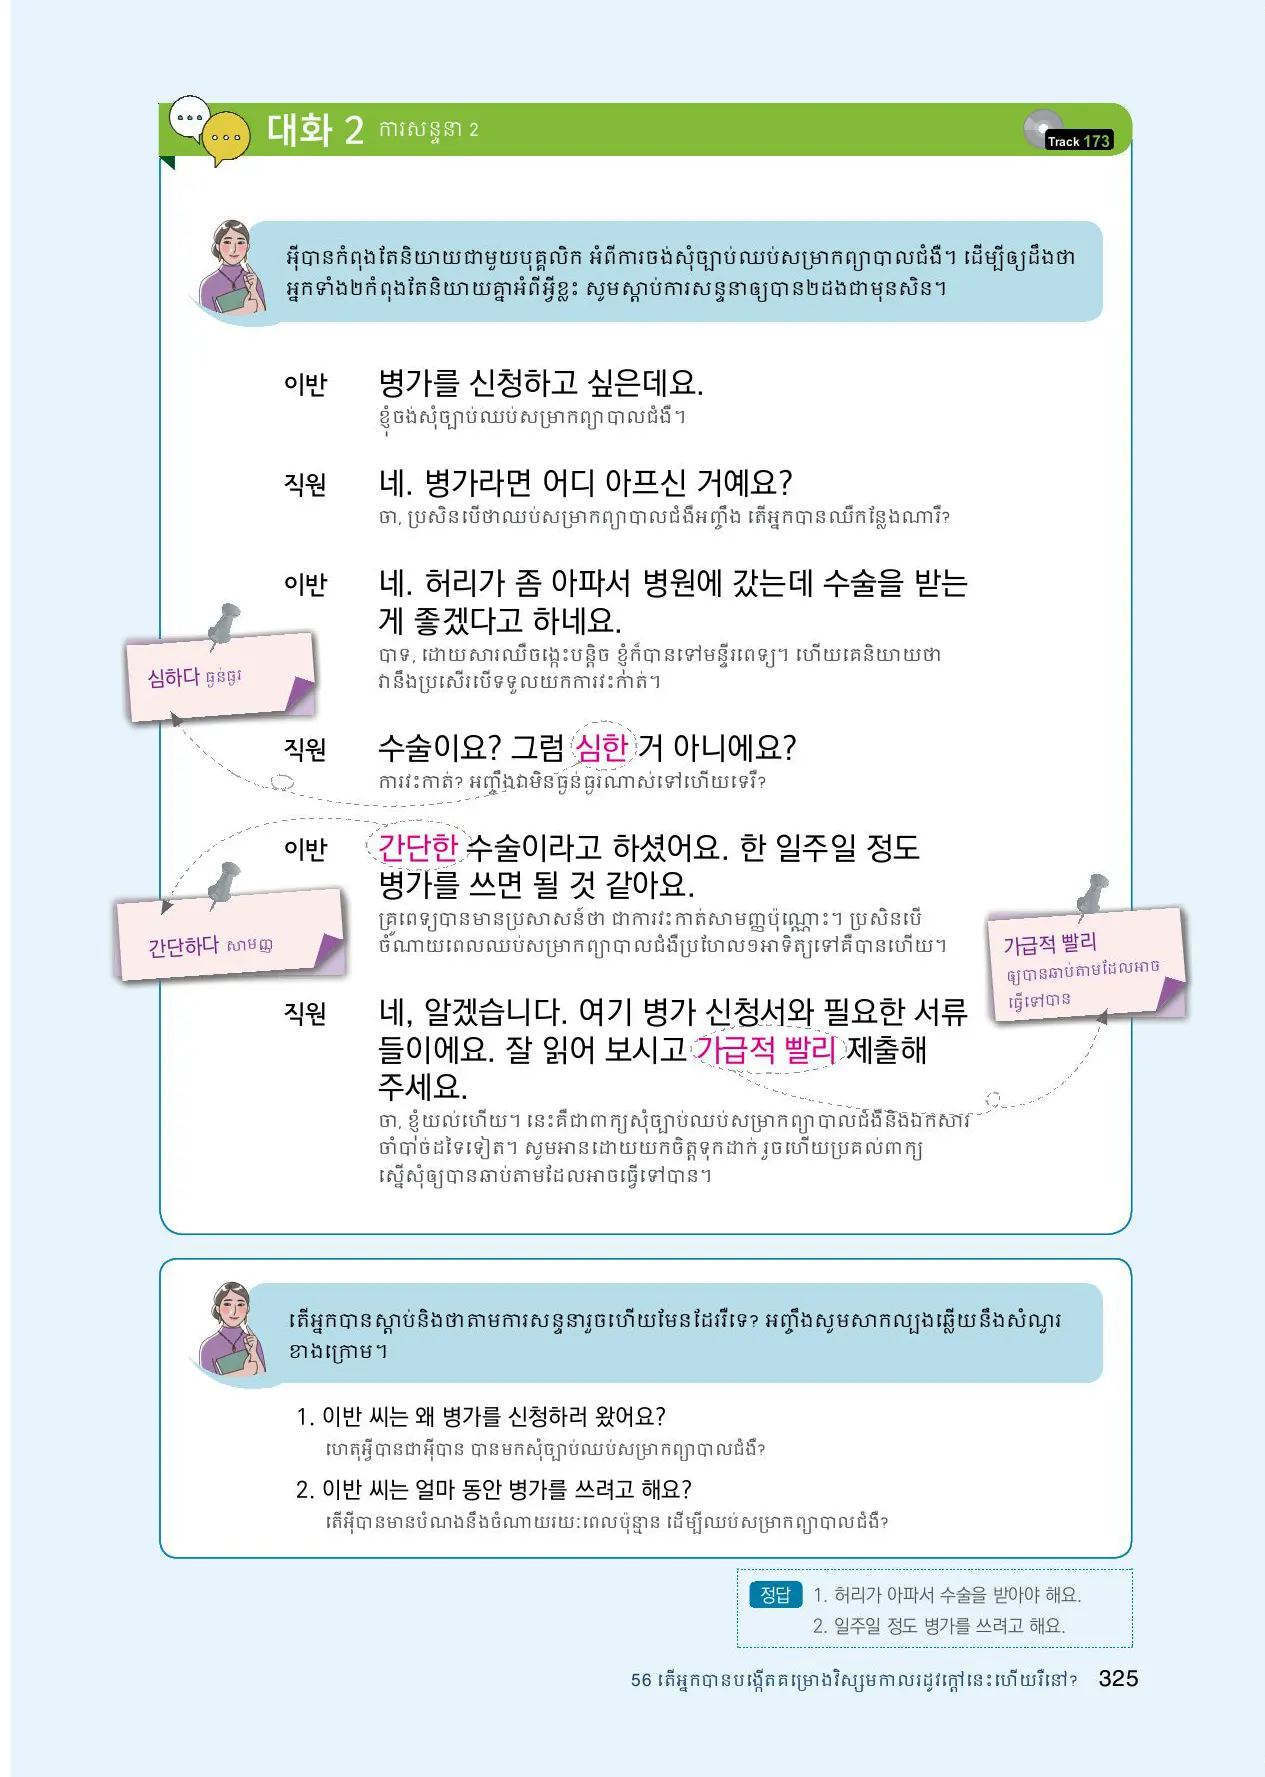 대화 2 ការសន្ទនា 2
Track 173
អ៊ីបានកំពុងតែនិយាយជាមួយបុគ្គលិក អំពីការចង់សុំច្បាប់ឈប់សម្រាកព្យាបាលជំងឺ។ ដើម្បីឲ្យដឹងថា
អ្នកទាំង២កំពុងតែនិយាយគ្នាអំពីអ្វីខ្លះ សូមស្តាប់ការសន្ទនាឲ្យបាន២ដងជាមុនសិន។
이반 병가를 신청하고 싶은데요.
ខ្ញុំចង់សុំច្បាប់ឈប់សម្រាកព្យាបាលជំងឺ។
직원 네. 병가라면 어디 아프신 거예요?
ចា, ប្រសិនបើថាឈប់សម្រាកព្យាបាលជំងឺអញ្ចឹង តើអ្នកបានឈឺកន្លែងណារឺ?
이반 네. 허리가 좀 아파서 병원에 갔는데 수술을 받는
게 좋겠다고 하네요.
បាទ, ដោយសារឈឺចង្កេះបន្តិច ខ្ញុំក៏បានទៅមន្ទីរពេទ្យ។ ហើយគេនិយាយថា
វានឹងប្រសើរបើទទួលយកការវះកាត់។
심하다 ធ្ងន់ធ្ងរ
직원 수술이요? 그럼 심한 거 아니에요?
ការវះកាត់? អញ្ចឹងវាមិនធ្ងន់ធ្ងរណាស់ទៅហើយទេរឺ?
이반 간단한 수술이라고 하셨어요. 한 일주일 정도
병가를 쓰면 될 것 같아요.
គ្រូពេទ្យបានមានប្រសាសន៍ថា ជាការវះកាត់សាមញ្ញប៉ុណ្ណោះ។ ប្រសិនបើ
ចំណាយពេលឈប់សម្រាកព្យាបាលជំងឺប្រហែល១អាទិត្យទៅគឺបានហើយ។
간단하다 សាមញ្ញ
가급적 빨리
ឲ្យបានឆាប់តាមដែលអាច
ធ្វើទៅបាន
직원 네, 알겠습니다. 여기 병가 신청서와 필요한 서류
들이에요. 잘 읽어 보시고 가급적 빨리 제출해
주세요.
ចា, ខ្ញុំយល់ហើយ។ នេះគឺជាពាក្យសុំច្បាប់ឈប់សម្រាកព្យាបាលជំងឺនិងឯកសារ
ចាំបាច់ដទៃទៀត។ សូមអានដោយយកចិត្តទុកដាក់ រួចហើយប្រគល់ពាក្យ
ស្នើសុំឲ្យបានឆាប់តាមដែលអាចធ្វើទៅបាន។
តើអ្នកបានស្តាប់និងថាតាមការសន្ទនារួចហើយមែនដែររឺទេ? អញ្ចឹងសូមសាកល្បងឆ្លើយនឹងសំណួរ
ខាងក្រោម។
1. 이반 씨는 왜 병가를 신청하러 왔어요?
ហេតុអ្វីបានជាអ៊ីបាន បានមកសុំច្បាប់ឈប់សម្រាកព្យាបាលជំងឺ?
2. 이반 씨는 얼마 동안 병가를 쓰려고 해요?
តើអ៊ីបានមានបំណងនឹងចំណាយរយៈពេលប៉ុន្មាន ដើម្បីឈប់សម្រាកព្យាបាលជំងឺ?
정답 1. 허리가 아파서 수술을 받아야 해요.
2. 일주일 정도 병가를 쓰려고 해요.
56 តើអ្នកបានបង្កើតគម្រោងវិស្សមកាលរដូវក្តៅនេះហើយរឺនៅ? 325